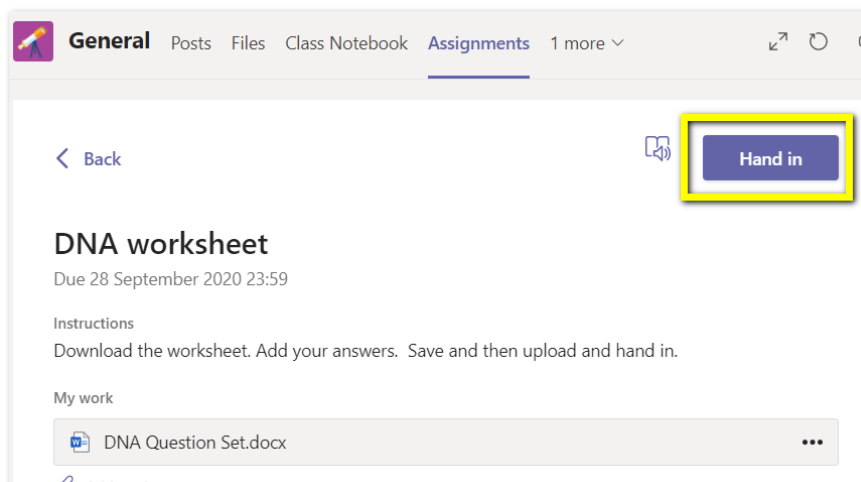 General Posts Files Class Notebook Assignments 1 more
Back
Hand in
DNA worksheet
Due 28 September 2020 23:59
Instructions
Download the worksheet. Add your answers. Save and then upload and hand in.
My work
DNA Question Set.docx